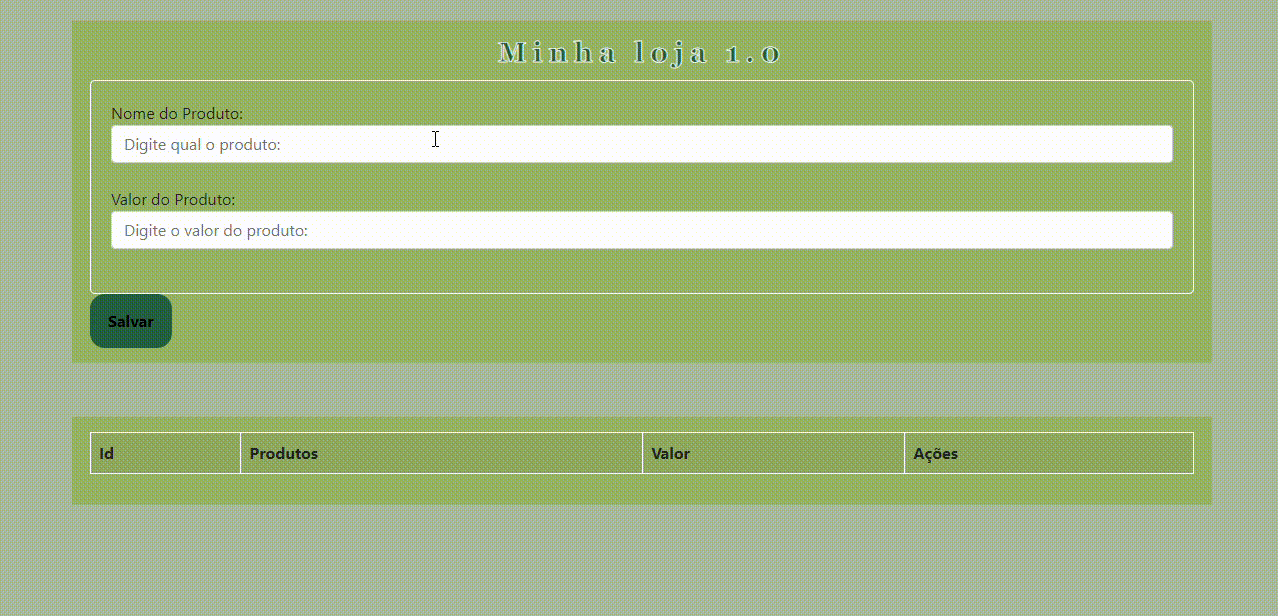 Minha loja 1.0
Nome do Produto:
Digite qual o produto:
Valor do Produto:
Digite o valor do produto:
Salvar
Id Produtos Valor Ações